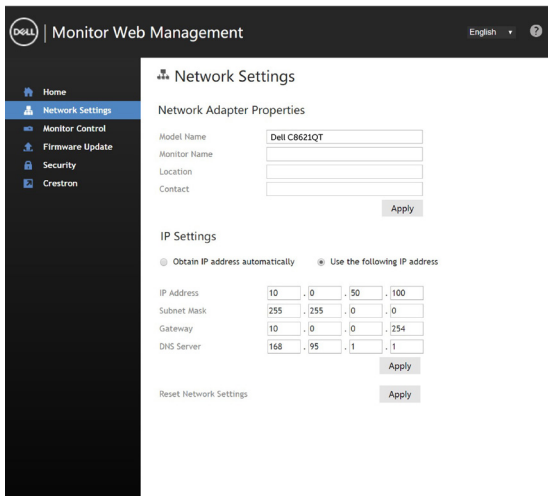 DELL | Monitor Web Management
English
?
Home
Network Settings
Monitor Control
Firmware Update
Security
Crestron
Network Settings
Network Adapter Properties
Model Name Dell C8621QT
Monitor Name
Location
Contact
Apply
IP Settings
Obtain IP address automatically Use the following IP address
IP Address 10 . 0 . 50 . 100
Subnet Mask 255 . 255 . 0 . 0
Gateway 10 . 0 . 0 . 254
DNS Server 168 . 95 . 1 . 1
Apply
Reset Network Settings Apply